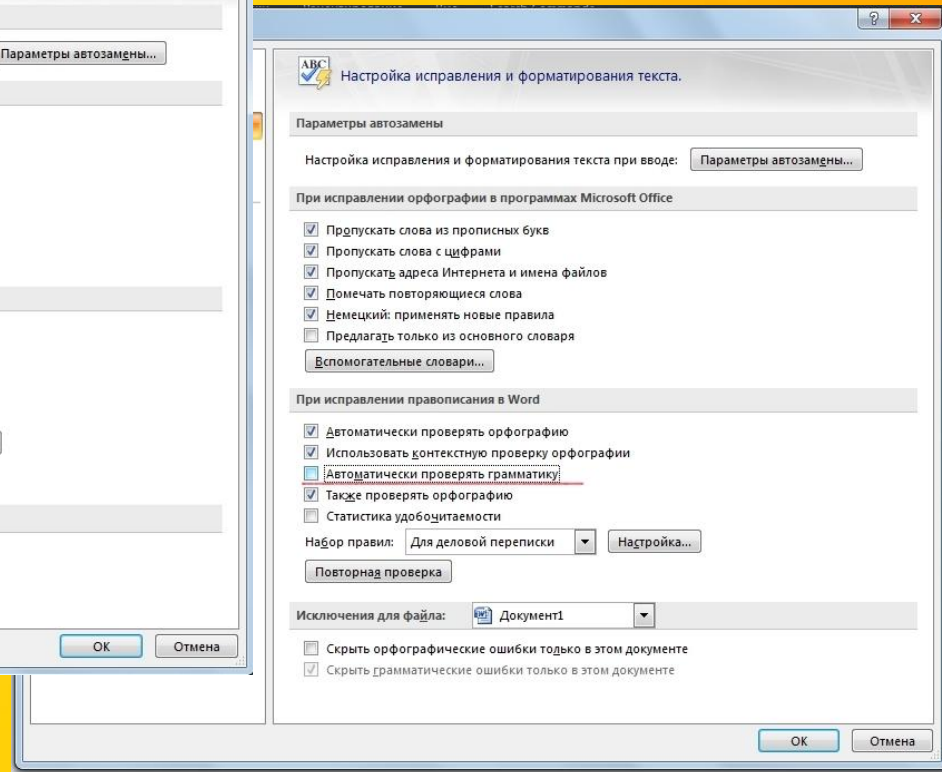 Параметры автозамены...
OK
Отмена
ABC
Настройка исправления и форматирования текста.
Параметры автозамены
Настройка исправления и форматирования текста при вводе: Параметры автозамены...
При исправлении орфографии в программах Microsoft Office
Пропускать слова из прописных букв
Пропускать слова с цифрами
Пропускать адреса Интернета и имена файлов
Помечать повторяющиеся слова
Немецкий: применять новые правила
Предлагать только из основного словаря
Вспомогательные словари...
При исправлении правописания в Word
Автоматически проверять орфографию
Использовать контекстную проверку орфографии
Автоматически проверять грамматику
Также проверять орфографию
Статистика удобочитаемости
Набор правил: Для деловой переписки Настройка...
Повторная проверка
Исключения для файла: Документ1
Скрыть орфографические ошибки только в этом документе
Скрыть грамматические ошибки только в этом документе
OK Отмена